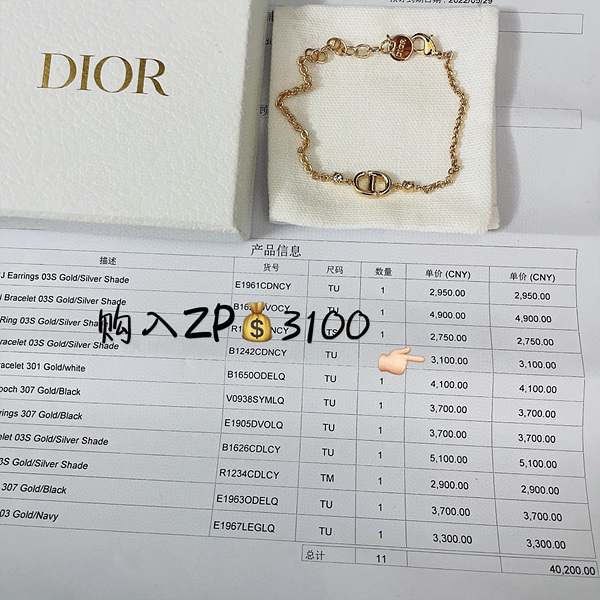 预计到期日期 : 2022/05/29
DIOR
产品信息
描述 货号 尺码 数量 单价 (CNY) 单价 (CNY)
J Earrings 03S Gold/Silver Shade E1961CDNCY TU 1 2,950.00 2,950.00
Bracelet 03S Gold/Silver Shade TU 1 4,900.00 4,900.00
Ring 03S Gold/Silver Shade 1 2,750.00 2,750.00
购入ZP💰3100
racelet 03S Gold/Silver Shade B1242CDNCY TU 3,100.00 3,100.00
racelet 301 Gold/white B1650ODELQ TU 1 4,100.00 4,100.00
ooch 307 Gold/Black V0938SYMLQ TU 1 3,700.00 3,700.00
rings 307 Gold/Black E1905DVOLQ TU 1 3,700.00 3,700.00
elet 03S Gold/Silver Shade B1626CDLCY TU 1 5,100.00 5,100.00
3S Gold/Silver Shade R1234CDLCY TM 1 2,900.00 2,900.00
307 Gold/Black E1963ODELQ TU 1 3,700.00 3,700.00
03 Gold/Navy E1967LEGLQ TU 1 3,300.00 3,300.00
总计 11 40,200.00